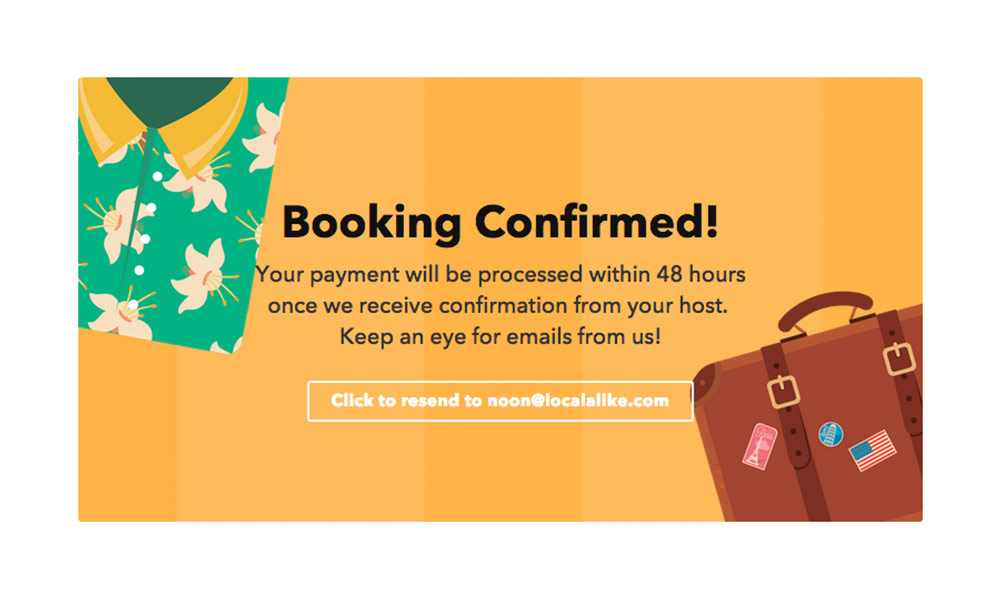 Booking Confirmed!
Your payment will be processed within 48 hours
once we receive confirmation from your host.
Keep an eye for emails from us!
Click to resend to noon@localalike.com